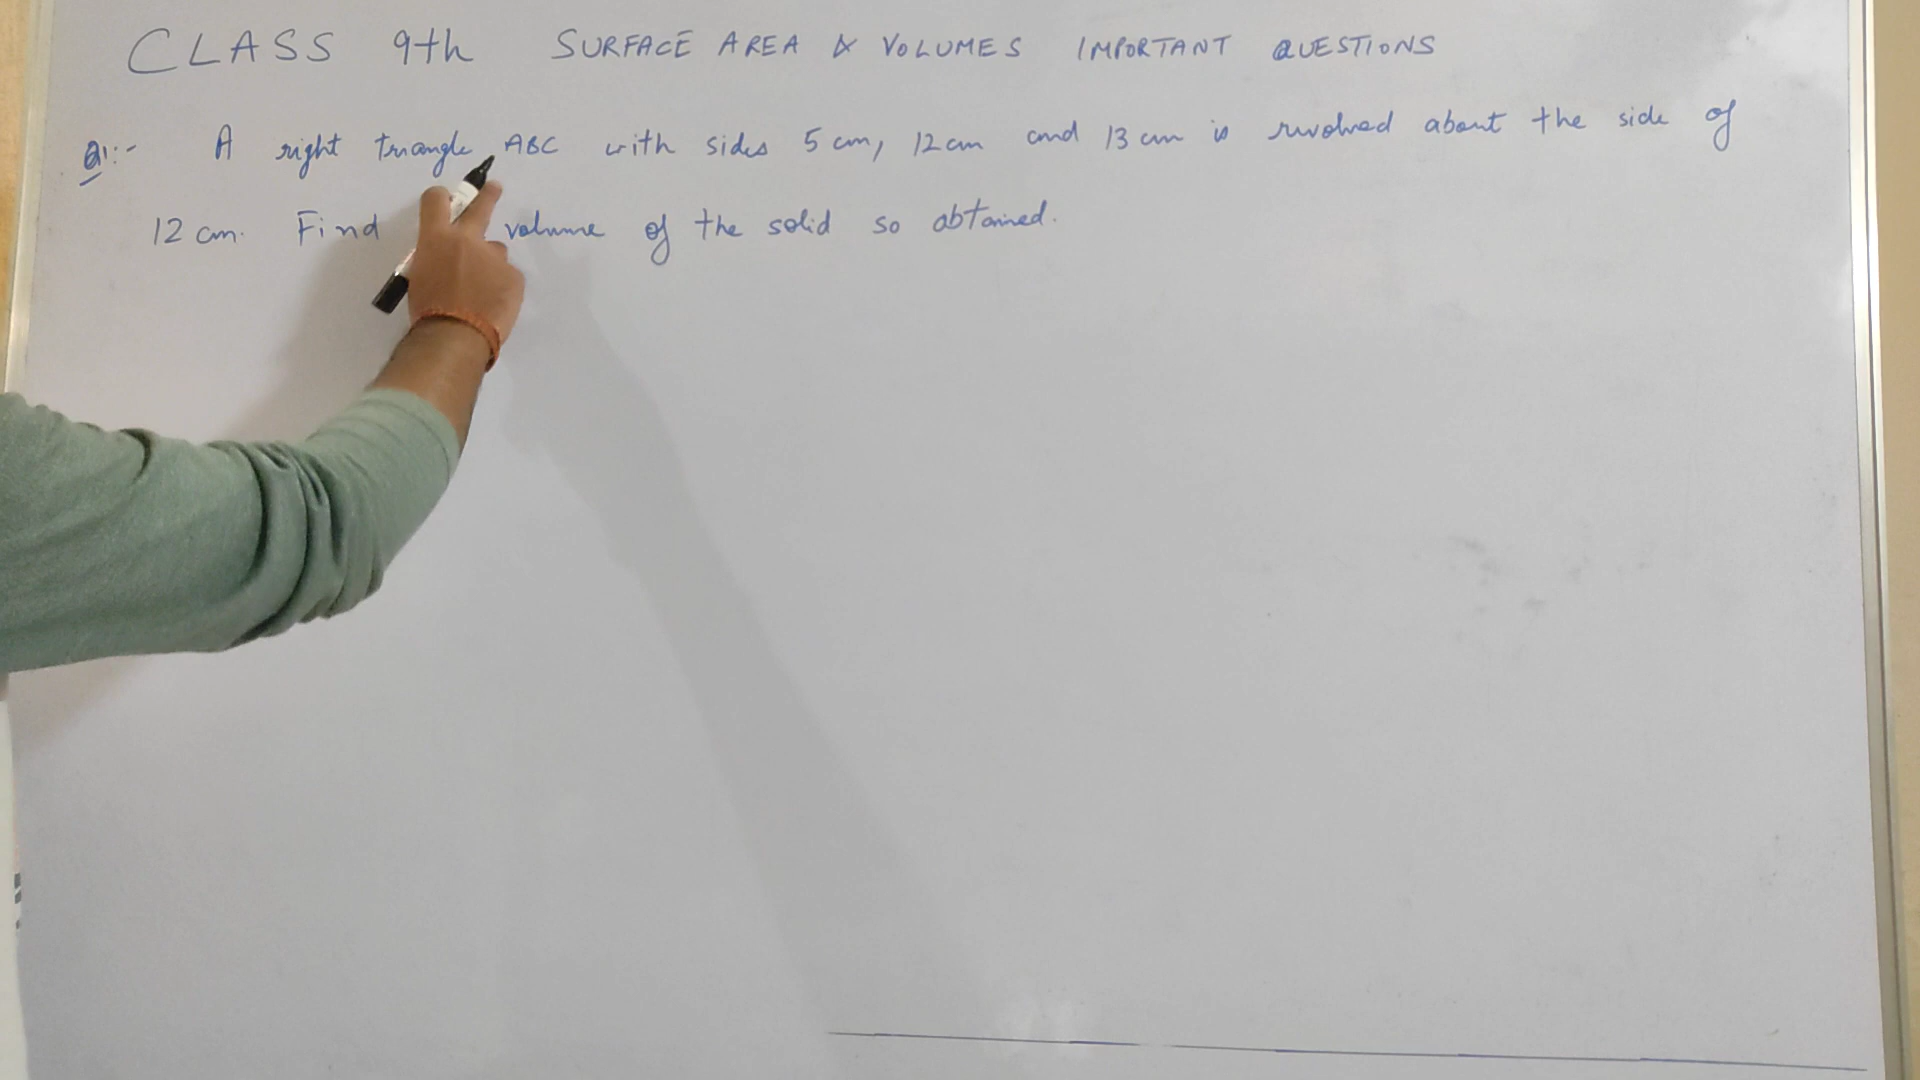 CLASS 9th SURFACE AREA & VOLUMES IMPORTANT QUESTIONS
Q1:- A right triangle ABC with sides 5 cm, 12 cm and 13 cm is revolved about the side of
12 cm. Find volume of the solid so obtained.